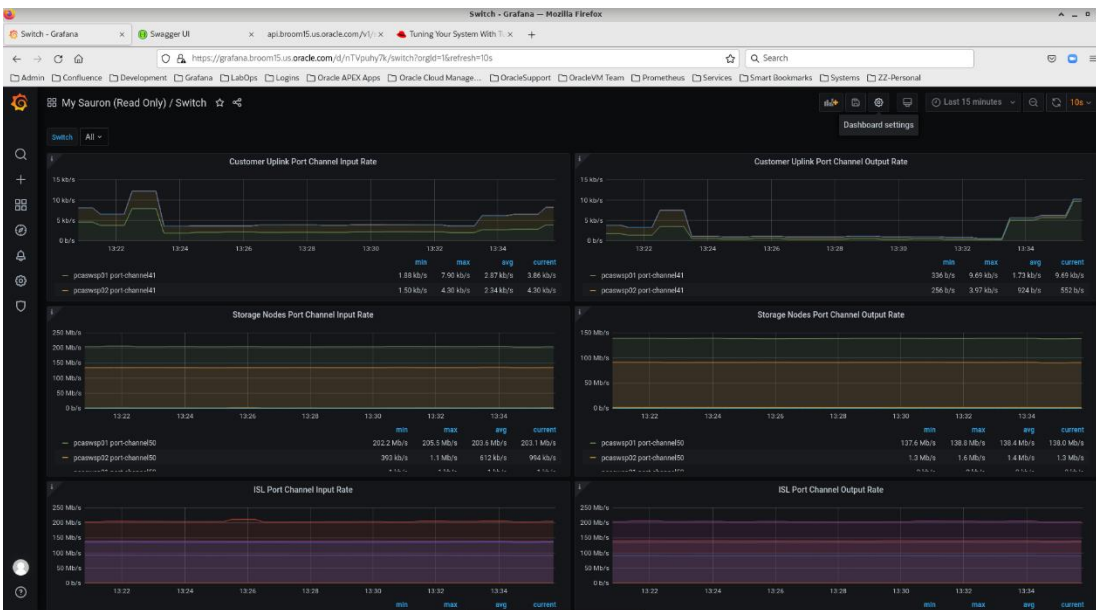 Switch - Grafana — Mozilla Firefox
Switch - Grafana
Swagger UI
api.broom15.us.oracle.com/v1/
Tuning Your System With
https://grafana.broom15.us.oracle.com/d/nTVpuhy7k/switch?orgId=1&refresh=10s
Search
Admin Confluence Development Grafana LabOps Logins Oracle APEX Apps Oracle Cloud Manage... OracleSupport OracleVM Team Prometheus Services Smart Bookmarks Systems ZZ-Personal
My Sauron (Read Only) / Switch
Last 15 minutes
10s
Dashboard settings
Switch All
Customer Uplink Port Channel Input Rate
15 kb/s
10 kb/s
5 kb/s
0 b/s
13:22 13:24 13:26 13:28 13:30 13:32 13:34
min max avg current
pcaswsp01 port-channel41 1.88 kb/s 7.90 kb/s 2.87 kb/s 3.86 kb/s
pcaswsp02 port-channel41 1.50 kb/s 4.30 kb/s 2.34 kb/s 4.30 kb/s
Customer Uplink Port Channel Output Rate
15 kb/s
10 kb/s
5 kb/s
0 b/s
13:22 13:24 13:26 13:28 13:30 13:32 13:34
min max avg current
pcaswsp01 port-channel41 336 b/s 9.69 kb/s 1.73 kb/s 9.69 kb/s
pcaswsp02 port-channel41 256 b/s 3.97 kb/s 924 b/s 552 b/s
Storage Nodes Port Channel Input Rate
250 Mb/s
200 Mb/s
150 Mb/s
100 Mb/s
50 Mb/s
0 b/s
13:22 13:24 13:26 13:28 13:30 13:32 13:34
min max avg current
pcaswsp01 port-channel50 202.2 Mb/s 205.5 Mb/s 203.6 Mb/s 203.1 Mb/s
pcaswsp02 port-channel50 393 kb/s 1.1 Mb/s 612 kb/s 994 kb/s
Storage Nodes Port Channel Output Rate
150 Mb/s
100 Mb/s
50 Mb/s
0 b/s
13:22 13:24 13:26 13:28 13:30 13:32 13:34
min max avg current
pcaswsp01 port-channel50 137.6 Mb/s 138.8 Mb/s 138.4 Mb/s 138.0 Mb/s
pcaswsp02 port-channel50 1.3 Mb/s 1.6 Mb/s 1.4 Mb/s 1.3 Mb/s
ISL Port Channel Input Rate
250 Mb/s
200 Mb/s
150 Mb/s
100 Mb/s
50 Mb/s
0 b/s
13:22 13:24 13:26 13:28 13:30 13:32 13:34
min max avg current
ISL Port Channel Output Rate
250 Mb/s
200 Mb/s
150 Mb/s
100 Mb/s
50 Mb/s
0 b/s
13:22 13:24 13:26 13:28 13:30 13:32 13:34
min max avg current